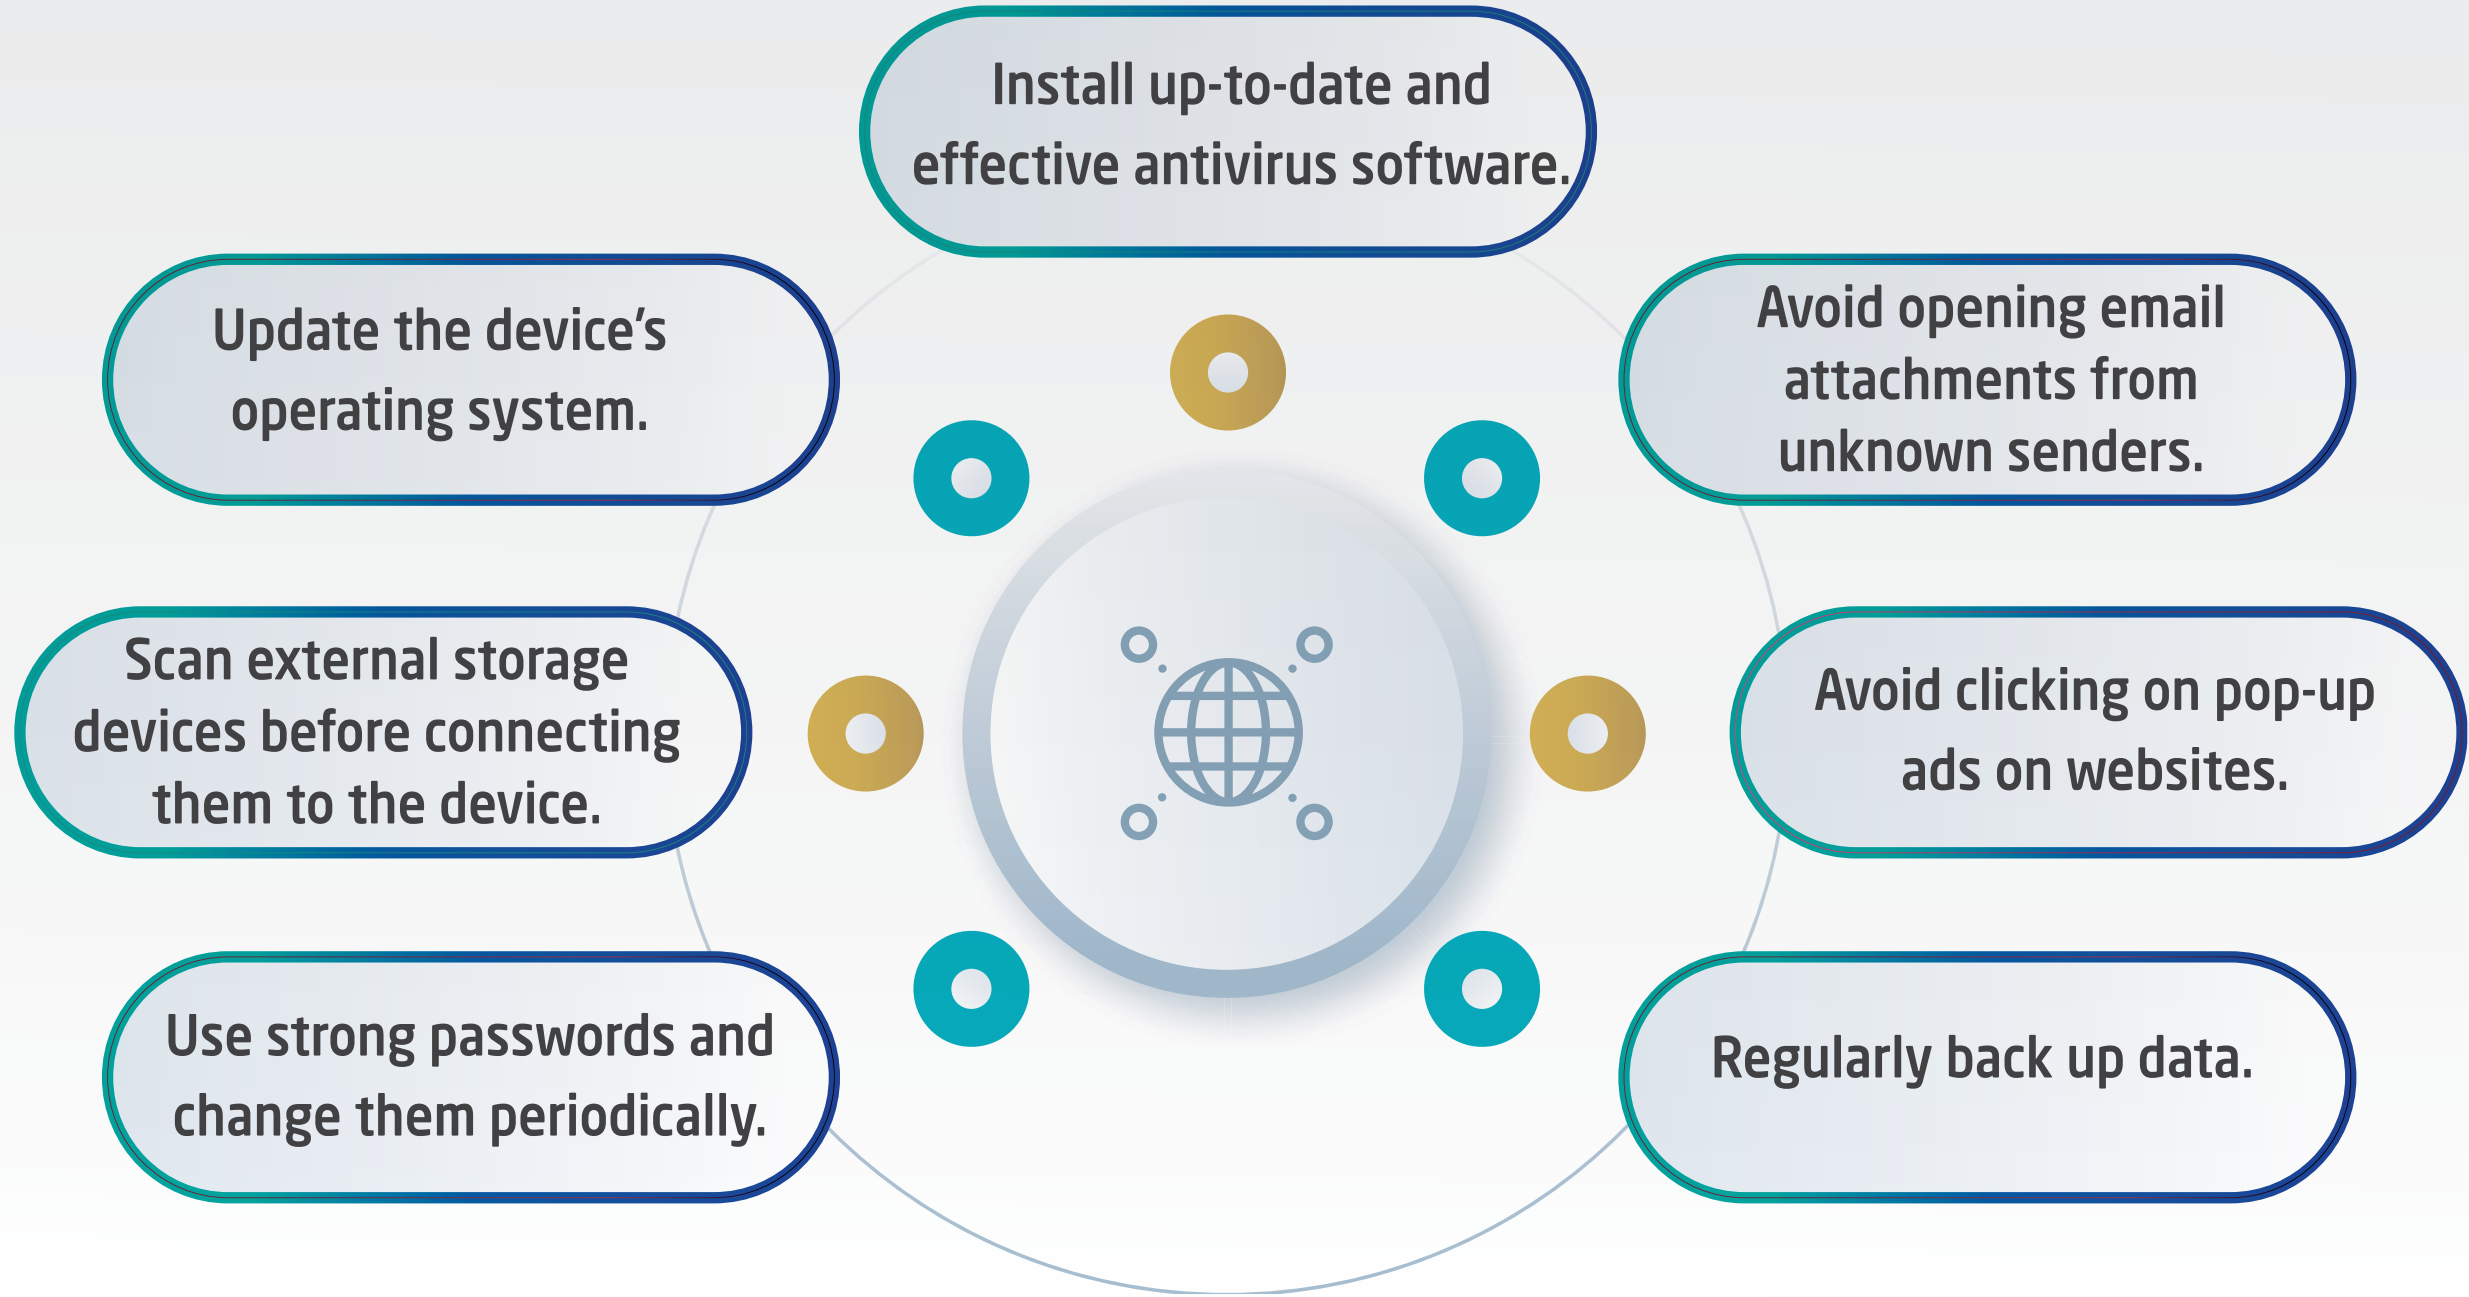 Install up-to-date and
effective antivirus software.
Update the device’s
operating system.
Avoid opening email
attachments from
unknown senders.
Scan external storage
devices before connecting
them to the device.
Avoid clicking on pop-up
ads on websites.
Use strong passwords and
change them periodically.
Regularly back up data.